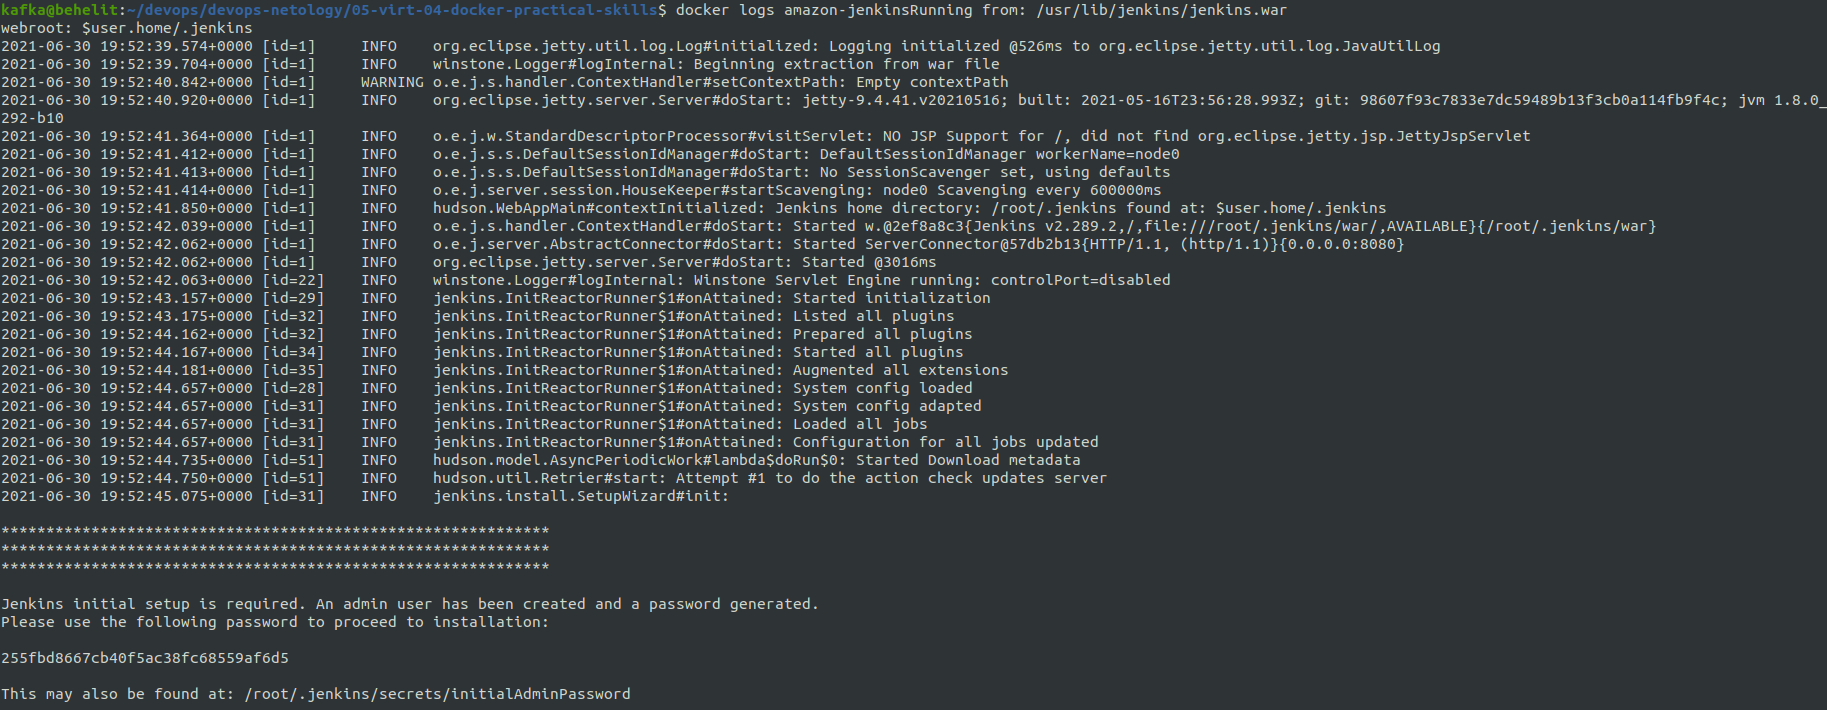 kafka@behelit:~/devops/devops-netology/05-virt-04-docker-practical-skills$ docker logs amazon-jenkinsRunning from: /usr/lib/jenkins/jenkins.war
webroot: $user.home/.jenkins
2021-06-30 19:52:39.574+0000 [id=1]     INFO    org.eclipse.jetty.util.log.Log#initialized: Logging initialized @526ms to org.eclipse.jetty.util.log.JavaUtilLog
2021-06-30 19:52:39.704+0000 [id=1]     INFO    winstone.Logger#logInternal: Beginning extraction from war file
2021-06-30 19:52:40.842+0000 [id=1]     WARNING o.e.j.s.handler.ContextHandler#setContextPath: Empty contextPath
2021-06-30 19:52:40.920+0000 [id=1]     INFO    org.eclipse.jetty.server.Server#doStart: jetty-9.4.41.v20210516; built: 2021-05-16T23:56:28.993Z; git: 98607f93c7833e7dc59489b13f3cb0a114fb9f4c; jvm 1.8.0_
292-b10
2021-06-30 19:52:41.364+0000 [id=1]     INFO    o.e.j.w.StandardDescriptorProcessor#visitServlet: NO JSP Support for /, did not find org.eclipse.jetty.jsp.JettyJspServlet
2021-06-30 19:52:41.412+0000 [id=1]     INFO    o.e.j.s.s.DefaultSessionIdManager#doStart: DefaultSessionIdManager workerName=node0
2021-06-30 19:52:41.413+0000 [id=1]     INFO    o.e.j.s.s.DefaultSessionIdManager#doStart: No SessionScavenger set, using defaults
2021-06-30 19:52:41.414+0000 [id=1]     INFO    o.e.j.server.session.HouseKeeper#startScavenging: node0 Scavenging every 600000ms
2021-06-30 19:52:41.850+0000 [id=1]     INFO    hudson.WebAppMain#contextInitialized: Jenkins home directory: /root/.jenkins found at: $user.home/.jenkins
2021-06-30 19:52:42.039+0000 [id=1]     INFO    o.e.j.s.handler.ContextHandler#doStart: Started w.@2ef8a8c3{Jenkins v2.289.2,/,file:///root/.jenkins/war/,AVAILABLE}{/root/.jenkins/war}
2021-06-30 19:52:42.062+0000 [id=1]     INFO    o.e.j.server.AbstractConnector#doStart: Started ServerConnector@57db2b13{HTTP/1.1, (http/1.1)}{0.0.0.0:8080}
2021-06-30 19:52:42.062+0000 [id=1]     INFO    org.eclipse.jetty.server.Server#doStart: Started @3016ms
2021-06-30 19:52:42.063+0000 [id=22]    INFO    winstone.Logger#logInternal: Winstone Servlet Engine running: controlPort=disabled
2021-06-30 19:52:43.157+0000 [id=29]    INFO    jenkins.InitReactorRunner$1#onAttained: Started initialization
2021-06-30 19:52:43.175+0000 [id=32]    INFO    jenkins.InitReactorRunner$1#onAttained: Listed all plugins
2021-06-30 19:52:44.162+0000 [id=32]    INFO    jenkins.InitReactorRunner$1#onAttained: Prepared all plugins
2021-06-30 19:52:44.167+0000 [id=34]    INFO    jenkins.InitReactorRunner$1#onAttained: Started all plugins
2021-06-30 19:52:44.181+0000 [id=35]    INFO    jenkins.InitReactorRunner$1#onAttained: Augmented all extensions
2021-06-30 19:52:44.657+0000 [id=28]    INFO    jenkins.InitReactorRunner$1#onAttained: System config loaded
2021-06-30 19:52:44.657+0000 [id=31]    INFO    jenkins.InitReactorRunner$1#onAttained: System config adapted
2021-06-30 19:52:44.657+0000 [id=31]    INFO    jenkins.InitReactorRunner$1#onAttained: Loaded all jobs
2021-06-30 19:52:44.657+0000 [id=31]    INFO    jenkins.InitReactorRunner$1#onAttained: Configuration for all jobs updated
2021-06-30 19:52:44.735+0000 [id=51]    INFO    hudson.model.AsyncPeriodicWork#lambda$doRun$0: Started Download metadata
2021-06-30 19:52:44.750+0000 [id=51]    INFO    hudson.util.Retrier#start: Attempt #1 to do the action check updates server
2021-06-30 19:52:45.075+0000 [id=31]    INFO    jenkins.install.SetupWizard#init:

*************************************************************
*************************************************************
*************************************************************

Jenkins initial setup is required. An admin user has been created and a password generated.
Please use the following password to proceed to installation:

255fbd8667cb40f5ac38fc68559af6d5

This may also be found at: /root/.jenkins/secrets/initialAdminPassword